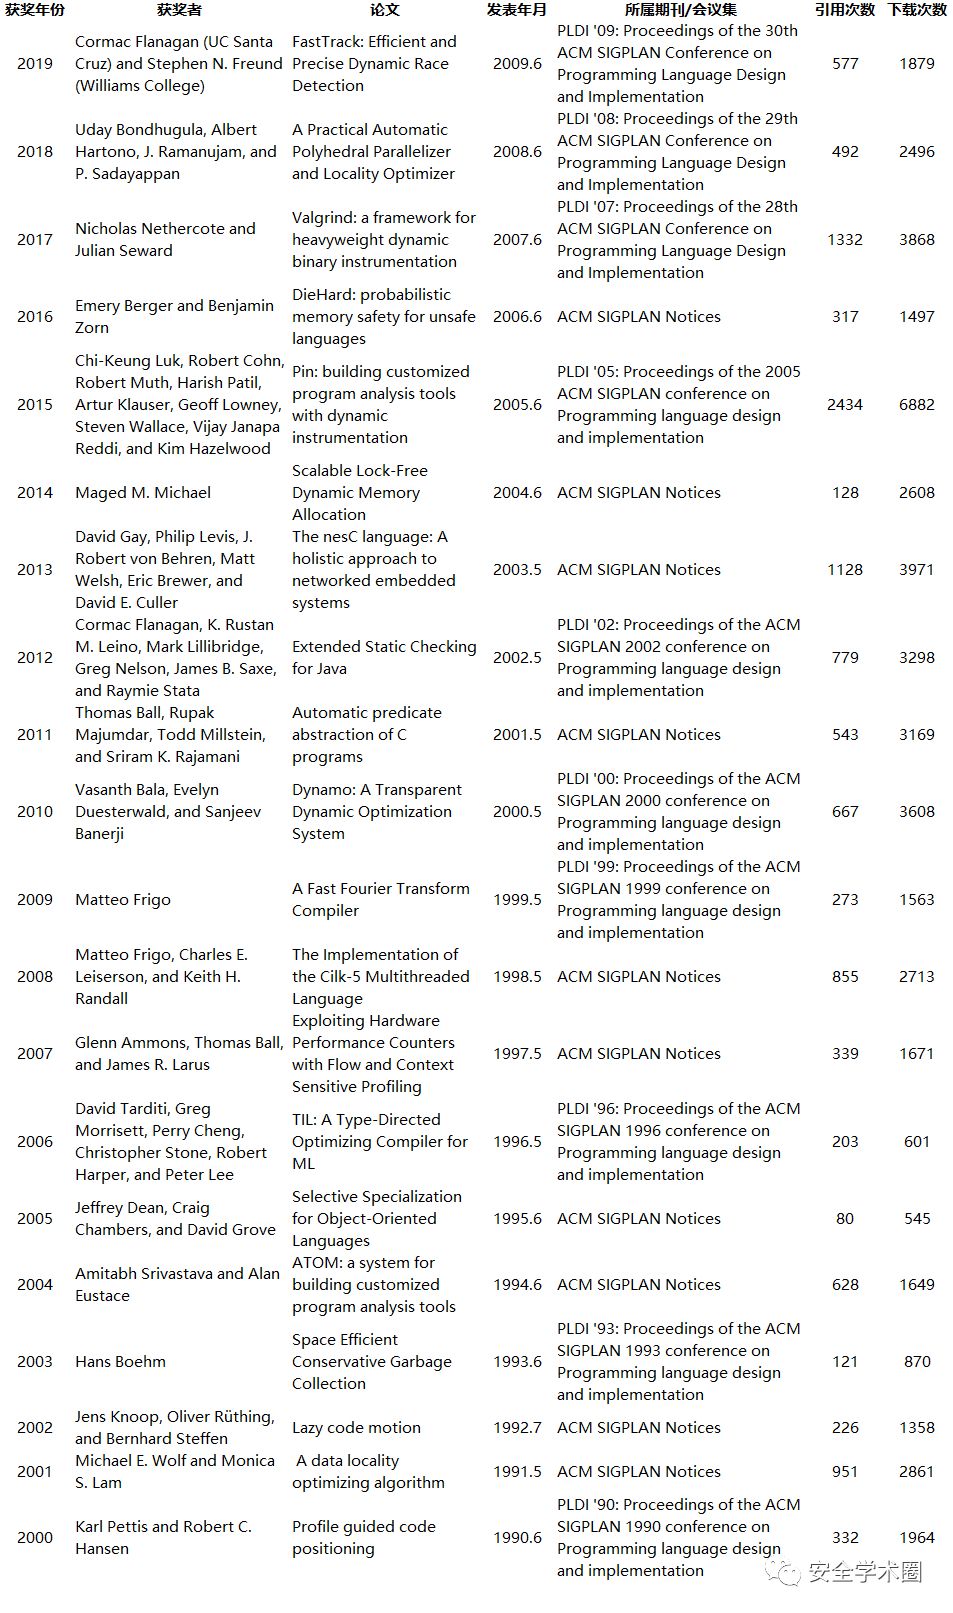 获奖年份 获奖者 论文 发表年月 所属期刊/会议集 引用次数 下载次数
2019
Cormac Flanagan (UC Santa
Cruz) and Stephen N. Freund
(Williams College)
FastTrack: Efficient and
Precise Dynamic Race
Detection
2009.6
PLDI '09: Proceedings of the 30th
ACM SIGPLAN Conference on
Programming Language Design
and Implementation
577
1879
2018
Uday Bondhugula, Albert
Hartono, J. Ramanujam, and
P. Sadayappan
A Practical Automatic
Polyhedral Parallelizer
and Locality Optimizer
2008.6
PLDI '08: Proceedings of the 29th
ACM SIGPLAN Conference on
Programming Language Design
and Implementation
492
2496
2017
Nicholas Nethercote and
Julian Seward
Valgrind: a framework for
heavyweight dynamic
binary instrumentation
2007.6
PLDI '07: Proceedings of the 28th
ACM SIGPLAN Conference on
Programming Language Design
and Implementation
1332
3868
2016
Emery Berger and Benjamin
Zorn
DieHard: probabilistic
memory safety for unsafe
languages
2006.6
ACM SIGPLAN Notices
317
1497
2015
Chi-Keung Luk, Robert Cohn,
Robert Muth, Harish Patil,
Artur Klauser, Geoff Lowney,
Steven Wallace, Vijay Janapa
Reddi, and Kim Hazelwood
Pin: building customized
program analysis tools
with dynamic
instrumentation
2005.6
PLDI '05: Proceedings of the 2005
ACM SIGPLAN conference on
Programming language design
and implementation
2434
6882
2014
Maged M. Michael
Scalable Lock-Free
Dynamic Memory
Allocation
2004.6
ACM SIGPLAN Notices
128
2608
2013
David Gay, Philip Levis, J.
Robert von Behren, Matt
Welsh, Eric Brewer, and
David E. Culler
The nesC language: A
holistic approach to
networked embedded
systems
2003.5
ACM SIGPLAN Notices
1128
3971
2012
Cormac Flanagan, K. Rustan
M. Leino, Mark Lillibridge,
Greg Nelson, James B. Saxe,
and Raymie Stata
Extended Static Checking
for Java
2002.5
PLDI '02: Proceedings of the ACM
SIGPLAN 2002 conference on
Programming language design
and implementation
779
3298
2011
Thomas Ball, Rupak
Majumdar, Todd Millstein,
and Sriram K. Rajamani
Automatic predicate
abstraction of C
programs
2001.5
ACM SIGPLAN Notices
543
3169
2010
Vasanth Bala, Evelyn
Duesterwald, and Sanjeev
Banerji
Dynamo: A Transparent
Dynamic Optimization
System
2000.5
PLDI '00: Proceedings of the ACM
SIGPLAN 2000 conference on
Programming language design
and implementation
667
3608
2009
Matteo Frigo
A Fast Fourier Transform
Compiler
1999.5
PLDI '99: Proceedings of the ACM
SIGPLAN 1999 conference on
Programming language design
and implementation
273
1563
2008
Matteo Frigo, Charles E.
Leiserson, and Keith H.
Randall
The Implementation of
the Cilk-5 Multithreaded
Language
1998.5
ACM SIGPLAN Notices
855
2713
2007
Glenn Ammons, Thomas Ball,
and James R. Larus
Exploiting Hardware
Performance Counters
with Flow and Context
Sensitive Profiling
1997.5
ACM SIGPLAN Notices
339
1671
2006
David Tarditi, Greg
Morrisett, Perry Cheng,
Christopher Stone, Robert
Harper, and Peter Lee
TIL: A Type-Directed
Optimizing Compiler for
ML
1996.5
PLDI '96: Proceedings of the ACM
SIGPLAN 1996 conference on
Programming language design
and implementation
203
601
2005
Jeffrey Dean, Craig
Chambers, and David Grove
Selective Specialization
for Object-Oriented
Languages
1995.6
ACM SIGPLAN Notices
80
545
2004
Amitabh Srivastava and Alan
Eustace
ATOM: a system for
building customized
program analysis tools
1994.6
ACM SIGPLAN Notices
628
1649
2003
Hans Boehm
Space Efficient
Conservative Garbage
Collection
1993.6
PLDI '93: Proceedings of the ACM
SIGPLAN 1993 conference on
Programming language design
and implementation
121
870
2002
Jens Knoop, Oliver Rüthing,
and Bernhard Steffen
Lazy code motion
1992.7
ACM SIGPLAN Notices
226
1358
2001
Michael E. Wolf and Monica
S. Lam
A data locality
optimizing algorithm
1991.5
ACM SIGPLAN Notices
951
2861
2000
Karl Pettis and Robert C.
Hansen
Profile guided code
positioning
1990.6
PLDI '90: Proceedings of the ACM
SIGPLAN 1990 conference on
Programming language design
and implementation
332
1964
安全学术圈